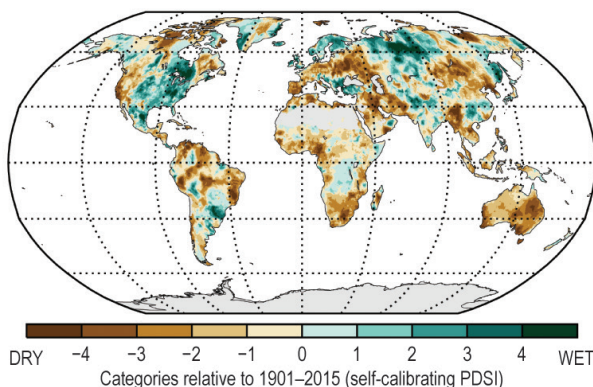 DRY −4 −3 −2 −1 0 1 2 3 4 WET
Categories relative to 1901–2015 (self-calibrating PDSI)